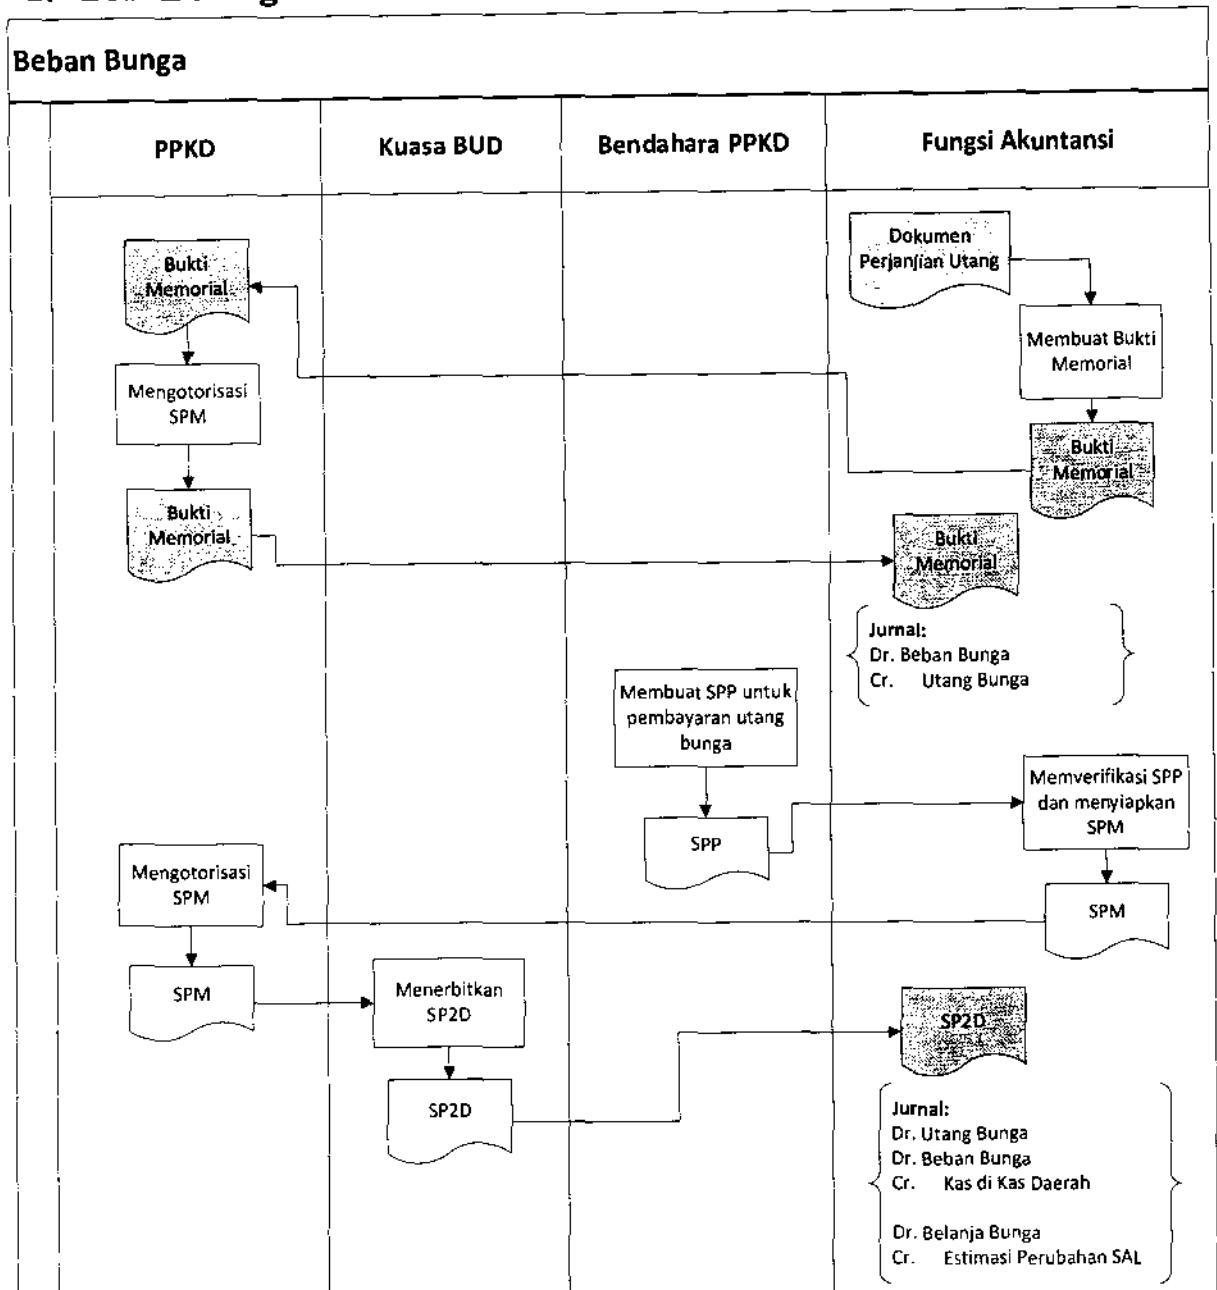 Beban Bunga
PPKD
Kuasa BUD
Bendahara PPKD
Fungsi Akuntansi
Dokumen
Perjanjian Utang
Bukti
Memorial
Membuat Bukti
Memorial
Mengotorisasi
SPM
Bukti
Memorial
Bukti
Memorial
Bukti
Memorial
Jurnal:
Dr. Beban Bunga
Cr. Utang Bunga
Membuat SPP untuk
pembayaran utang
bunga
Memverifikasi SPP
dan menyiapkan
SPM
SPP
Mengotorisasi
SPM
SPM
SPM
Menerbitkan
SP2D
SP2D
SP2D
Jurnal:
Dr. Utang Bunga
Dr. Beban Bunga
Cr. Kas di Kas Daerah
Dr. Belanja Bunga
Cr. Estimasi Perubahan SAL